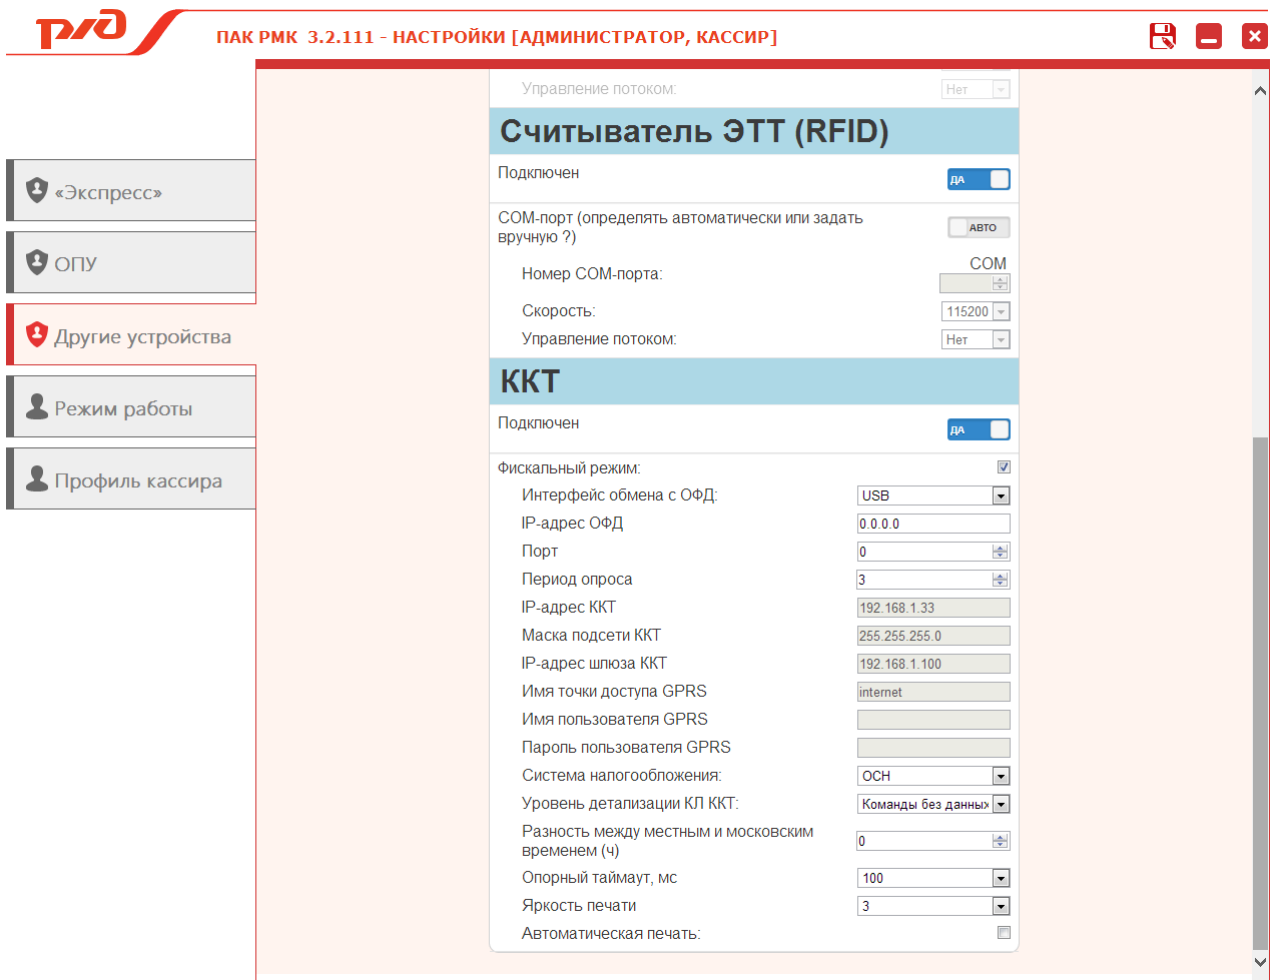 РЖД
ПАК РМК 3.2.111 - НАСТРОЙКИ [АДМИНИСТРАТОР, КАССИР]
«Экспресс»
ОПУ
Другие устройства
Режим работы
Профиль кассира
Управление потоком: Нет
Считыватель ЭТТ (RFID)
Подключен ДА
COM-порт (определять автоматически или задать
вручную ?) АВТО
Номер COM-порта: COM
Скорость: 115200
Управление потоком: Нет
ККТ
Подключен ДА
Фискальный режим:
Интерфейс обмена с ОФД: USB
IP-адрес ОФД 0.0.0.0
Порт 0
Период опроса 3
IP-адрес ККТ 192.168.1.33
Маска подсети ККТ 255.255.255.0
IP-адрес шлюза ККТ 192.168.1.100
Имя точки доступа GPRS internet
Имя пользователя GPRS
Пароль пользователя GPRS
Система налогообложения: ОСН
Уровень детализации КЛ ККТ: Команды без данных
Разность между местным и московским
временем (ч) 0
Опорный таймаут, мс 100
Яркость печати 3
Автоматическая печать: